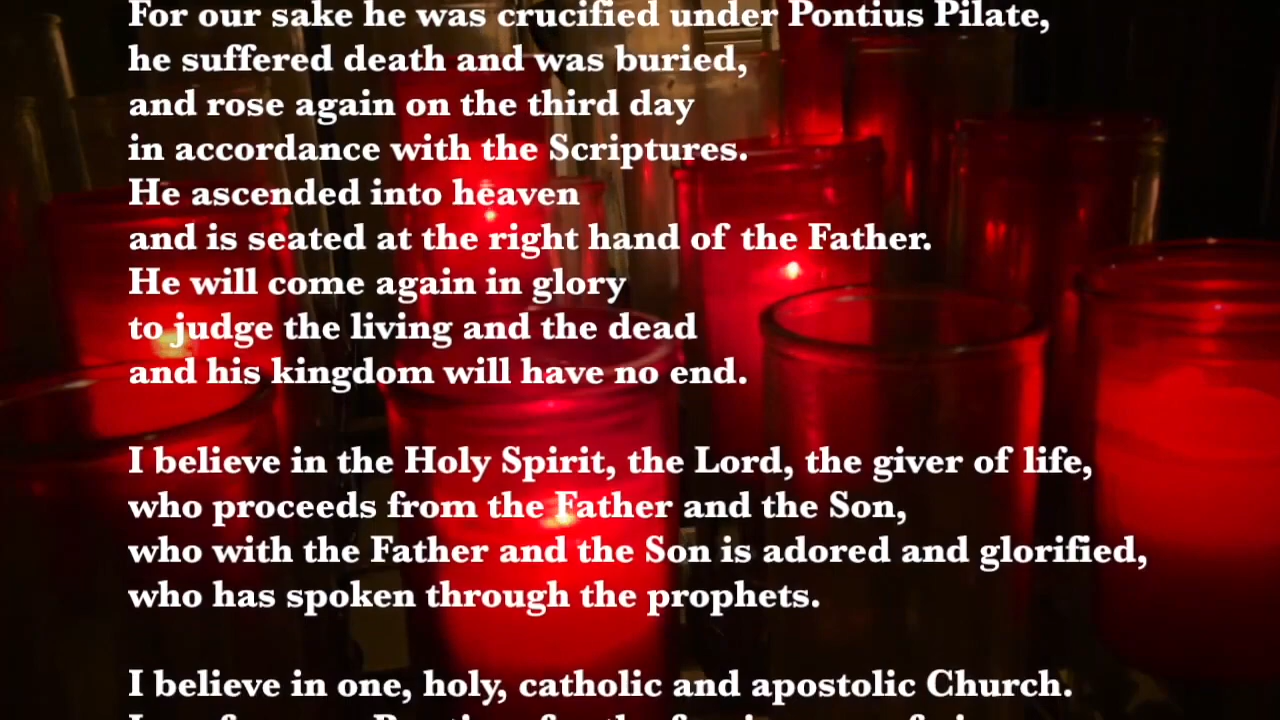 For our sake he was crucified under Pontius Pilate,
he suffered death and was buried,
and rose again on the third day
in accordance with the Scriptures.
He ascended into heaven
and is seated at the right hand of the Father.
He will come again in glory
to judge the living and the dead
and his kingdom will have no end.
I believe in the Holy Spirit, the Lord, the giver of life,
who proceeds from the Father and the Son,
who with the Father and the Son is adored and glorified,
who has spoken through the prophets.
I believe in one, holy, catholic and apostolic Church.